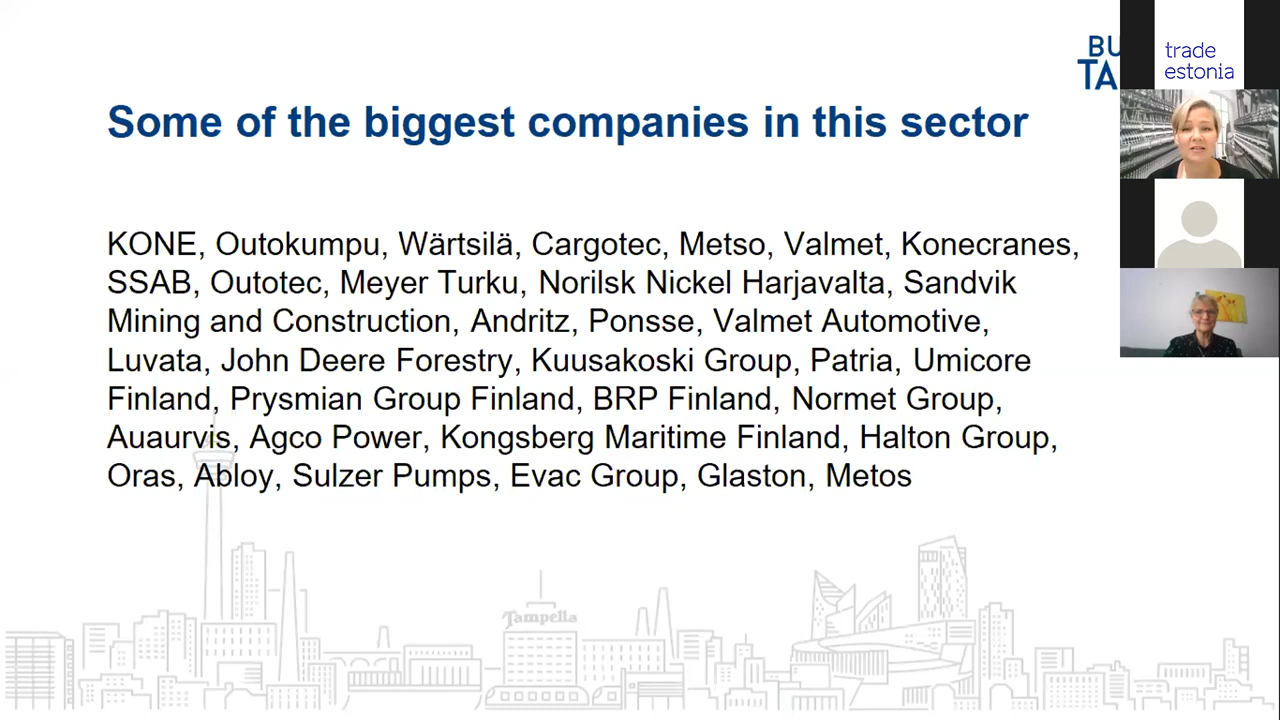 BU
TA
trade
estonia
Some of the biggest companies in this sector
KONE, Outokumpu, Wärtsilä, Cargotec, Metso, Valmet, Konecranes,
SSAB, Outotec, Meyer Turku, Norilsk Nickel Harjavalta, Sandvik
Mining and Construction, Andritz, Ponsse, Valmet Automotive,
Luvata, John Deere Forestry, Kuusakoski Group, Patria, Umicore
Finland, Prysmian Group Finland, BRP Finland, Normet Group,
Auaurvis, Agco Power, Kongsberg Maritime Finland, Halton Group,
Oras, Abloy, Sulzer Pumps, Evac Group, Glaston, Metos
Tampella